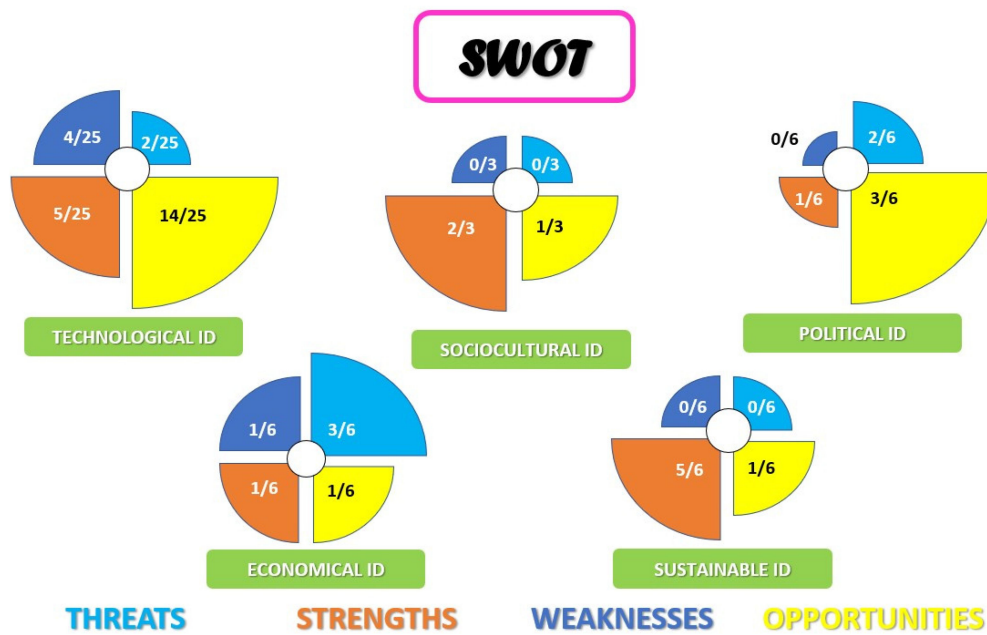 SWOT
4/25
2/25
5/25
14/25
TECHNOLOGICAL ID
0/3
0/3
2/3
1/3
SOCIOCULTURAL ID
0/6
2/6
1/6
3/6
POLITICAL ID
1/6
3/6
1/6
1/6
ECONOMICAL ID
0/6
0/6
5/6
1/6
SUSTAINABLE ID
THREATS
STRENGTHS
WEAKNESSES
OPPORTUNITIES